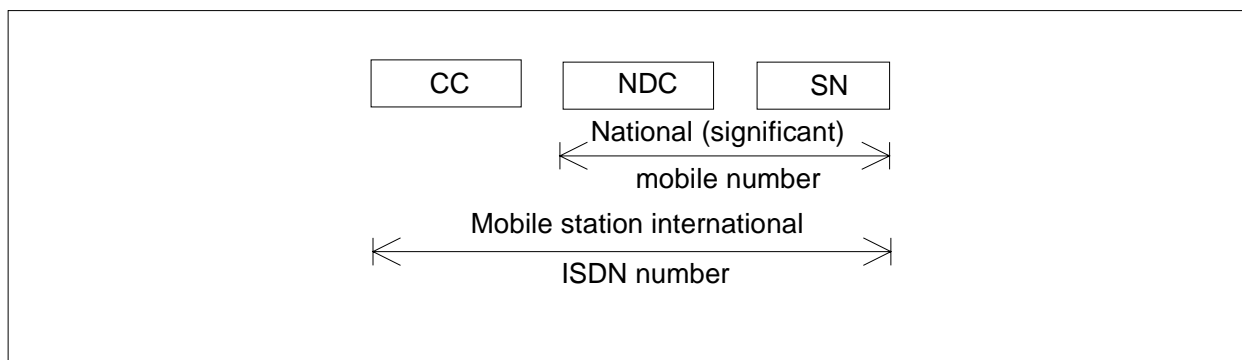 CC NDC SN
National (significant)
mobile number
Mobile station international
ISDN number